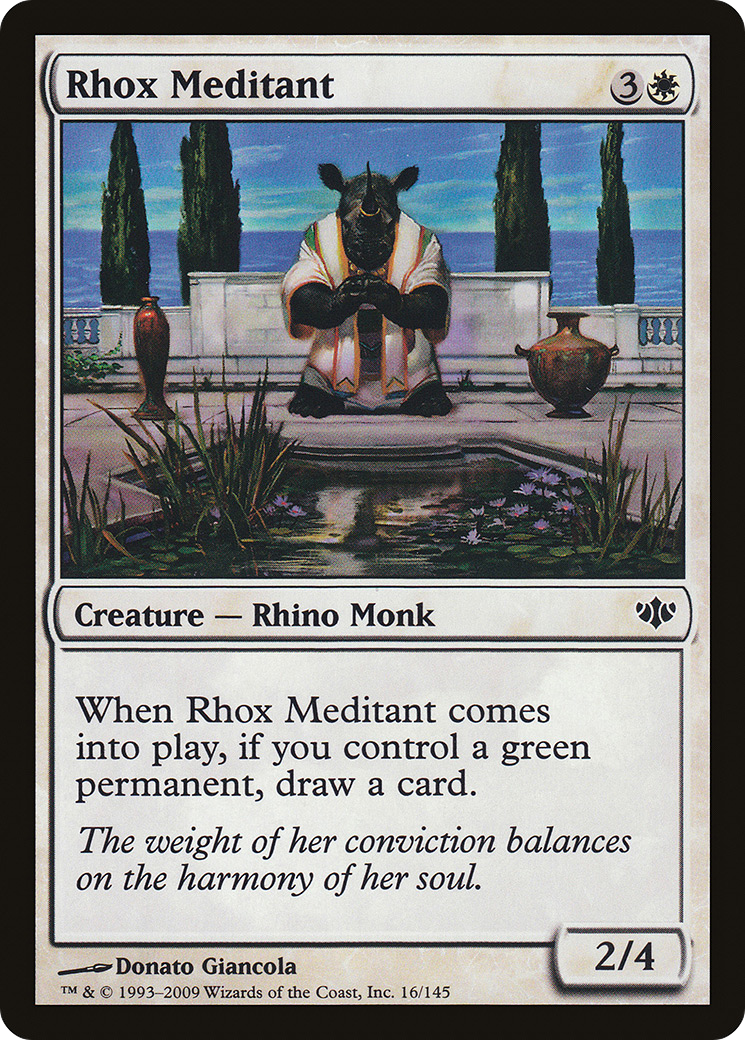 Rhox Meditant 3
Creature — Rhino Monk
When Rhox Meditant comes
into play, if you control a green
permanent, draw a card.
The weight of her conviction balances
on the harmony of her soul.
2/4
Donato Giancola
™ & © 1993–2009 Wizards of the Coast, Inc. 16/145